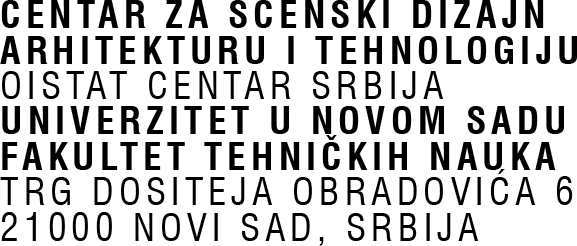 CENTAR ZA SCENSKI DIZAJN
ARHITEKTURU I TEHNOLOGIJU
OISTAT CENTAR SRBIJA
UNIVERZITET U NOVOM SADU
FAKULTET TEHNIČKIH NAUKA
TRG DOSITEJA OBRADOVIĆA 6
21000 NOVI SAD, SRBIJA